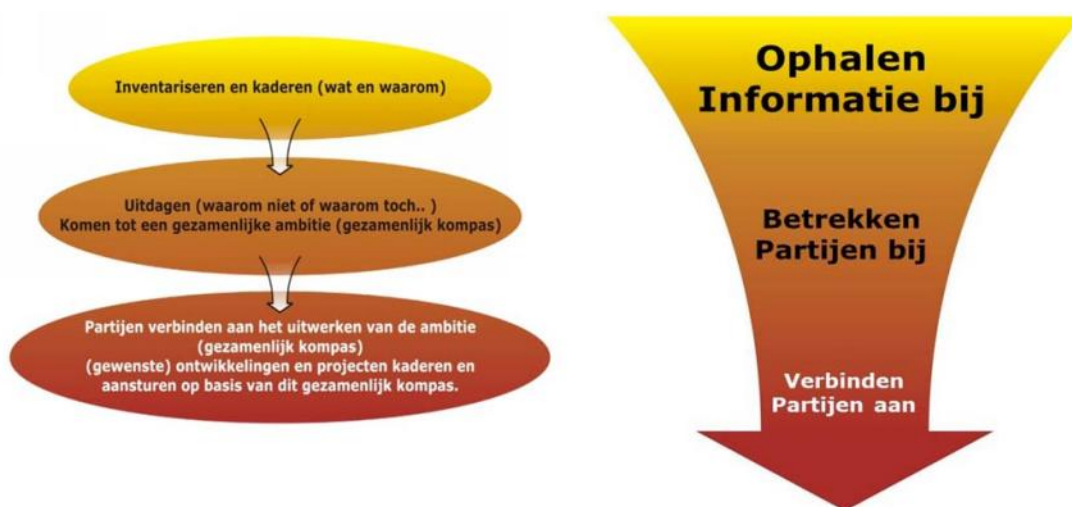 Inventariseren en kaderen (wat en waarom)
Uitdagen (waarom niet of waarom toch.. )
Komen tot een gezamenlijke ambitie (gezamenlijk kompas)
Partijen verbinden aan het uitwerken van de ambitie
(gezamenlijk kompas)
(gewenste) ontwikkelingen en projecten kaderen en
aansturen op basis van dit gezamenlijk kompas.
Ophalen
Informatie bij
Betrekken
Partijen bij
Verbinden
Partijen aan